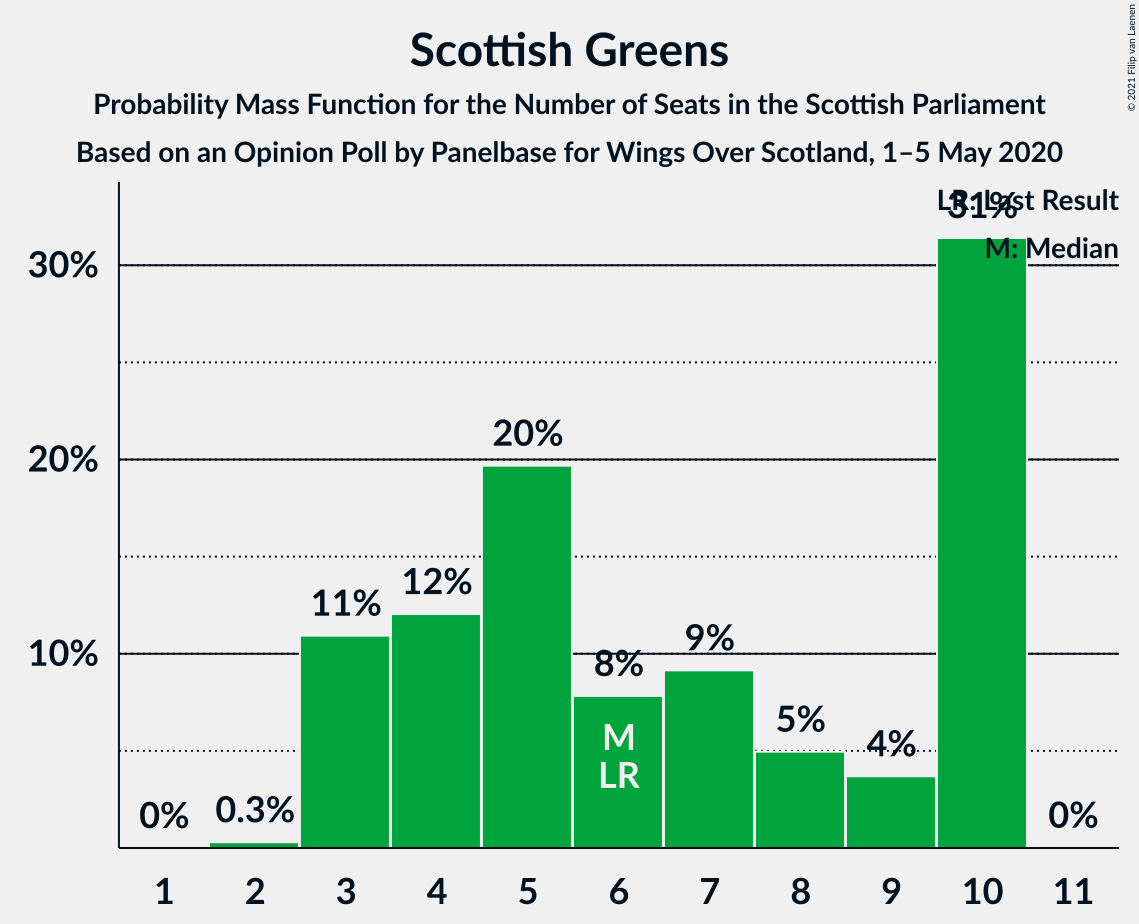 © 2021 Filip van Laenen
Scottish Greens
Probability Mass Function for the Number of Seats in the Scottish Parliament
Based on an Opinion Poll by Panelbase for Wings Over Scotland, 1–5 May 2020
LR: Last Result
M: Median
30%
20%
10%
0%
0.3%
11%
12%
20%
8%
9%
5%
4%
31%
0%
M
LR
1 2 3 4 5 6 7 8 9 10 11